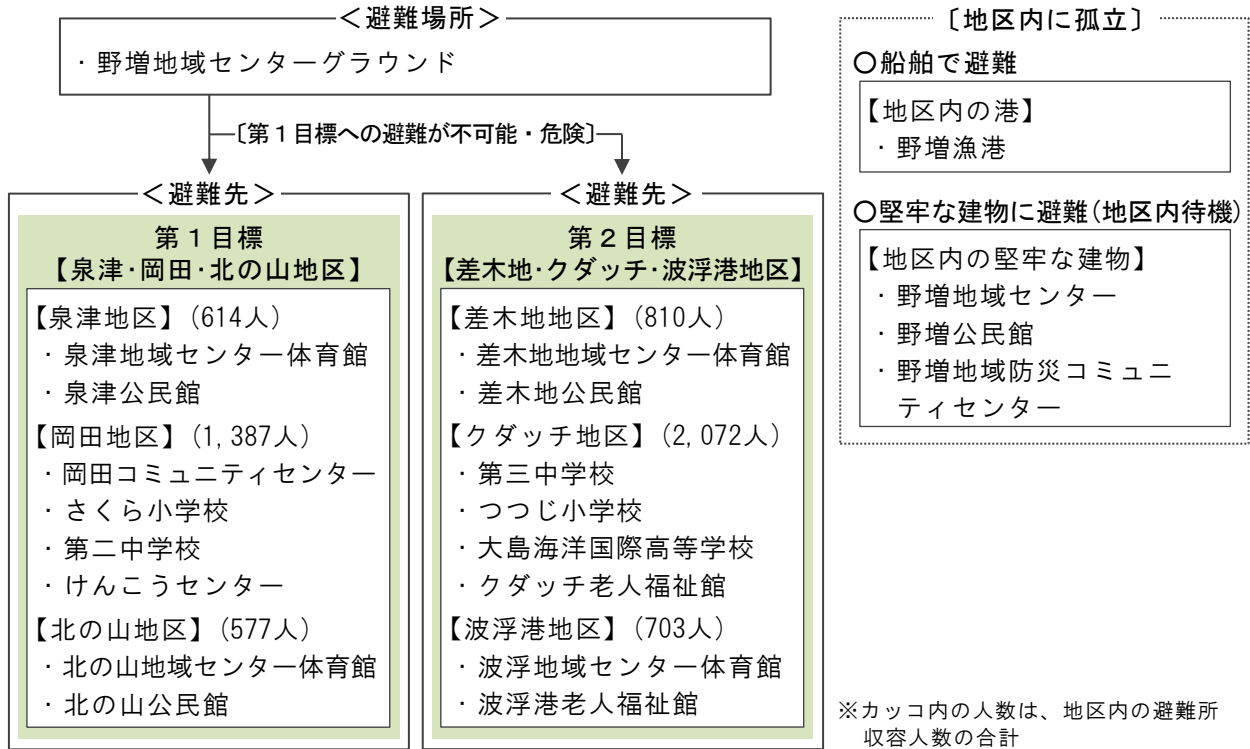 ＜避難場所＞
・野増地域センターグラウンド
〔第１目標への避難が不可能・危険〕
＜避難先＞
第１目標
【泉津・岡田・北の山地区】
【泉津地区】(614人)
・泉津地域センター体育館
・泉津公民館
【岡田地区】(1,387人)
・岡田コミュニティセンター
・さくら小学校
・第二中学校
・けんこうセンター
【北の山地区】(577人)
・北の山地域センター体育館
・北の山公民館
＜避難先＞
第２目標
【差木地・クダッチ・波浮港地区】
【差木地地区】(810人)
・差木地地域センター体育館
・差木地公民館
【クダッチ地区】(2,072人)
・第三中学校
・つつじ小学校
・大島海洋国際高等学校
・クダッチ老人福祉館
【波浮港地区】(703人)
・波浮地域センター体育館
・波浮港老人福祉館
〔地区内に孤立〕
○船舶で避難
【地区内の港】
・野増漁港
○堅牢な建物に避難(地区内待機)
【地区内の堅牢な建物】
・野増地域センター
・野増公民館
・野増地域防災コミュニ
ティセンター
※カッコ内の人数は、地区内の避難所
収容人数の合計